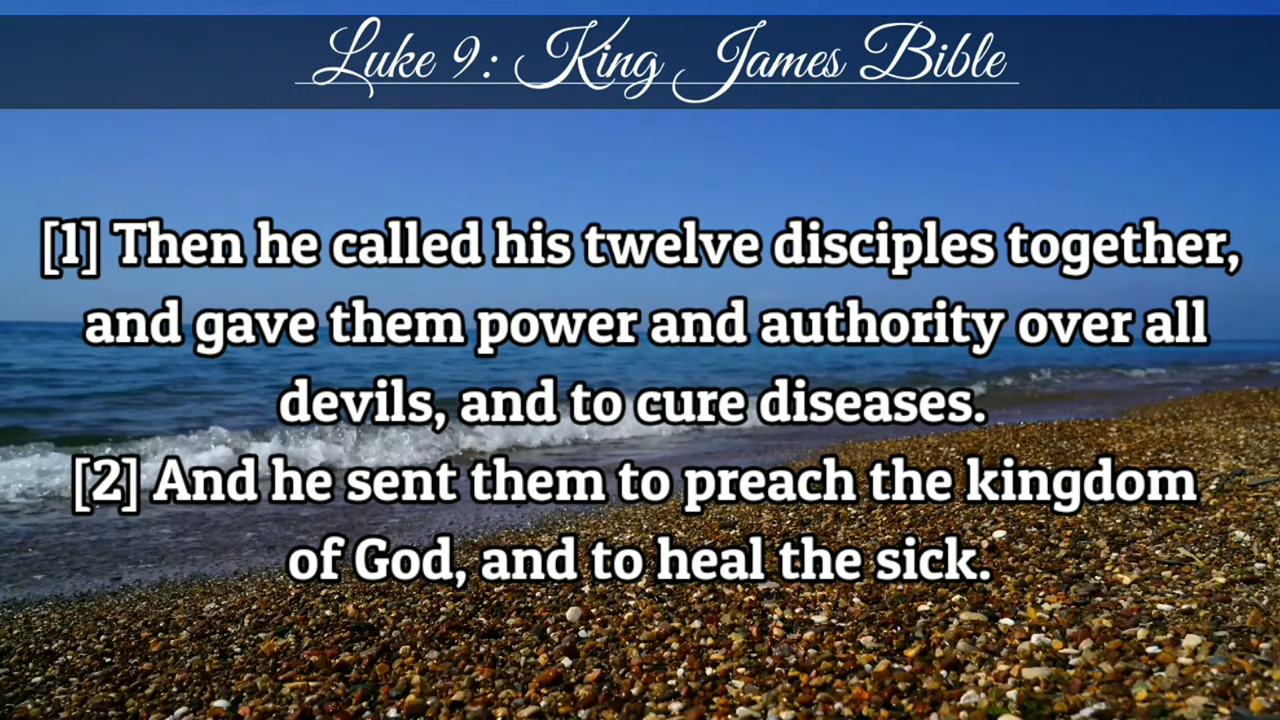 Luke 9: King James Bible
[1] Then he called his twelve disciples together,
and gave them power and authority over all
devils, and to cure diseases.
[2] And he sent them to preach the kingdom
of God, and to heal the sick.